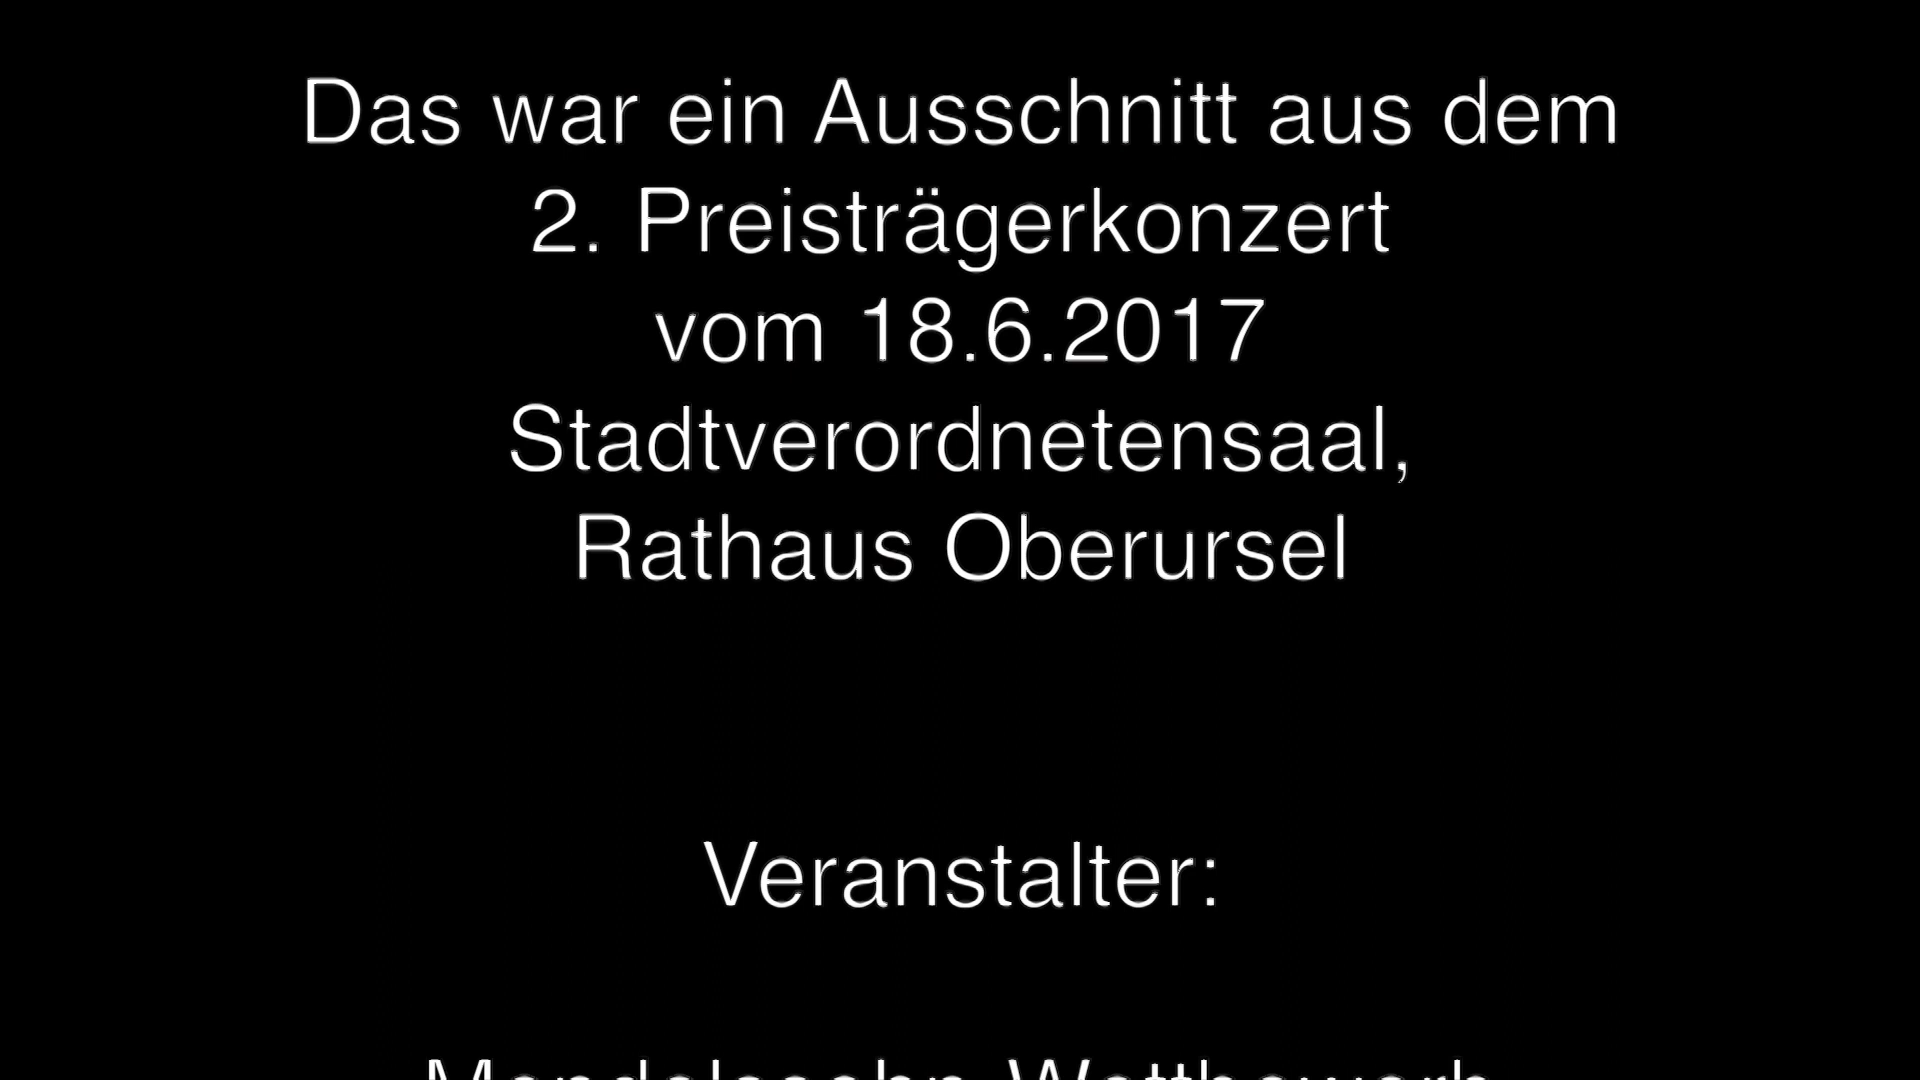 Das war ein Ausschnitt aus dem
2. Preisträgerkonzert
vom 18.6.2017
Stadtverordnetensaal,
Rathaus Oberursel
Veranstalter: